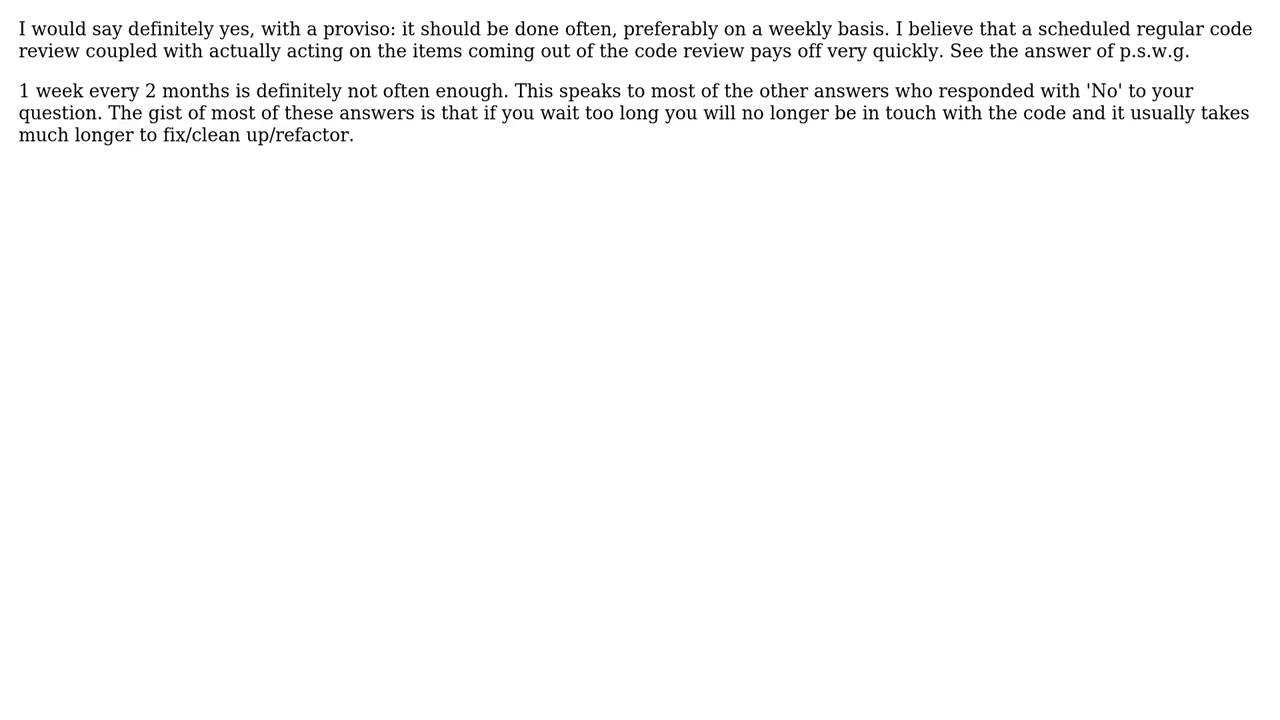 I would say definitely yes, with a proviso: it should be done often, preferably on a weekly basis. I believe that a scheduled regular code
review coupled with actually acting on the items coming out of the code review pays off very quickly. See the answer of p.s.w.g.
1 week every 2 months is definitely not often enough. This speaks to most of the other answers who responded with 'No' to your
question. The gist of most of these answers is that if you wait too long you will no longer be in touch with the code and it usually takes
much longer to fix/clean up/refactor.